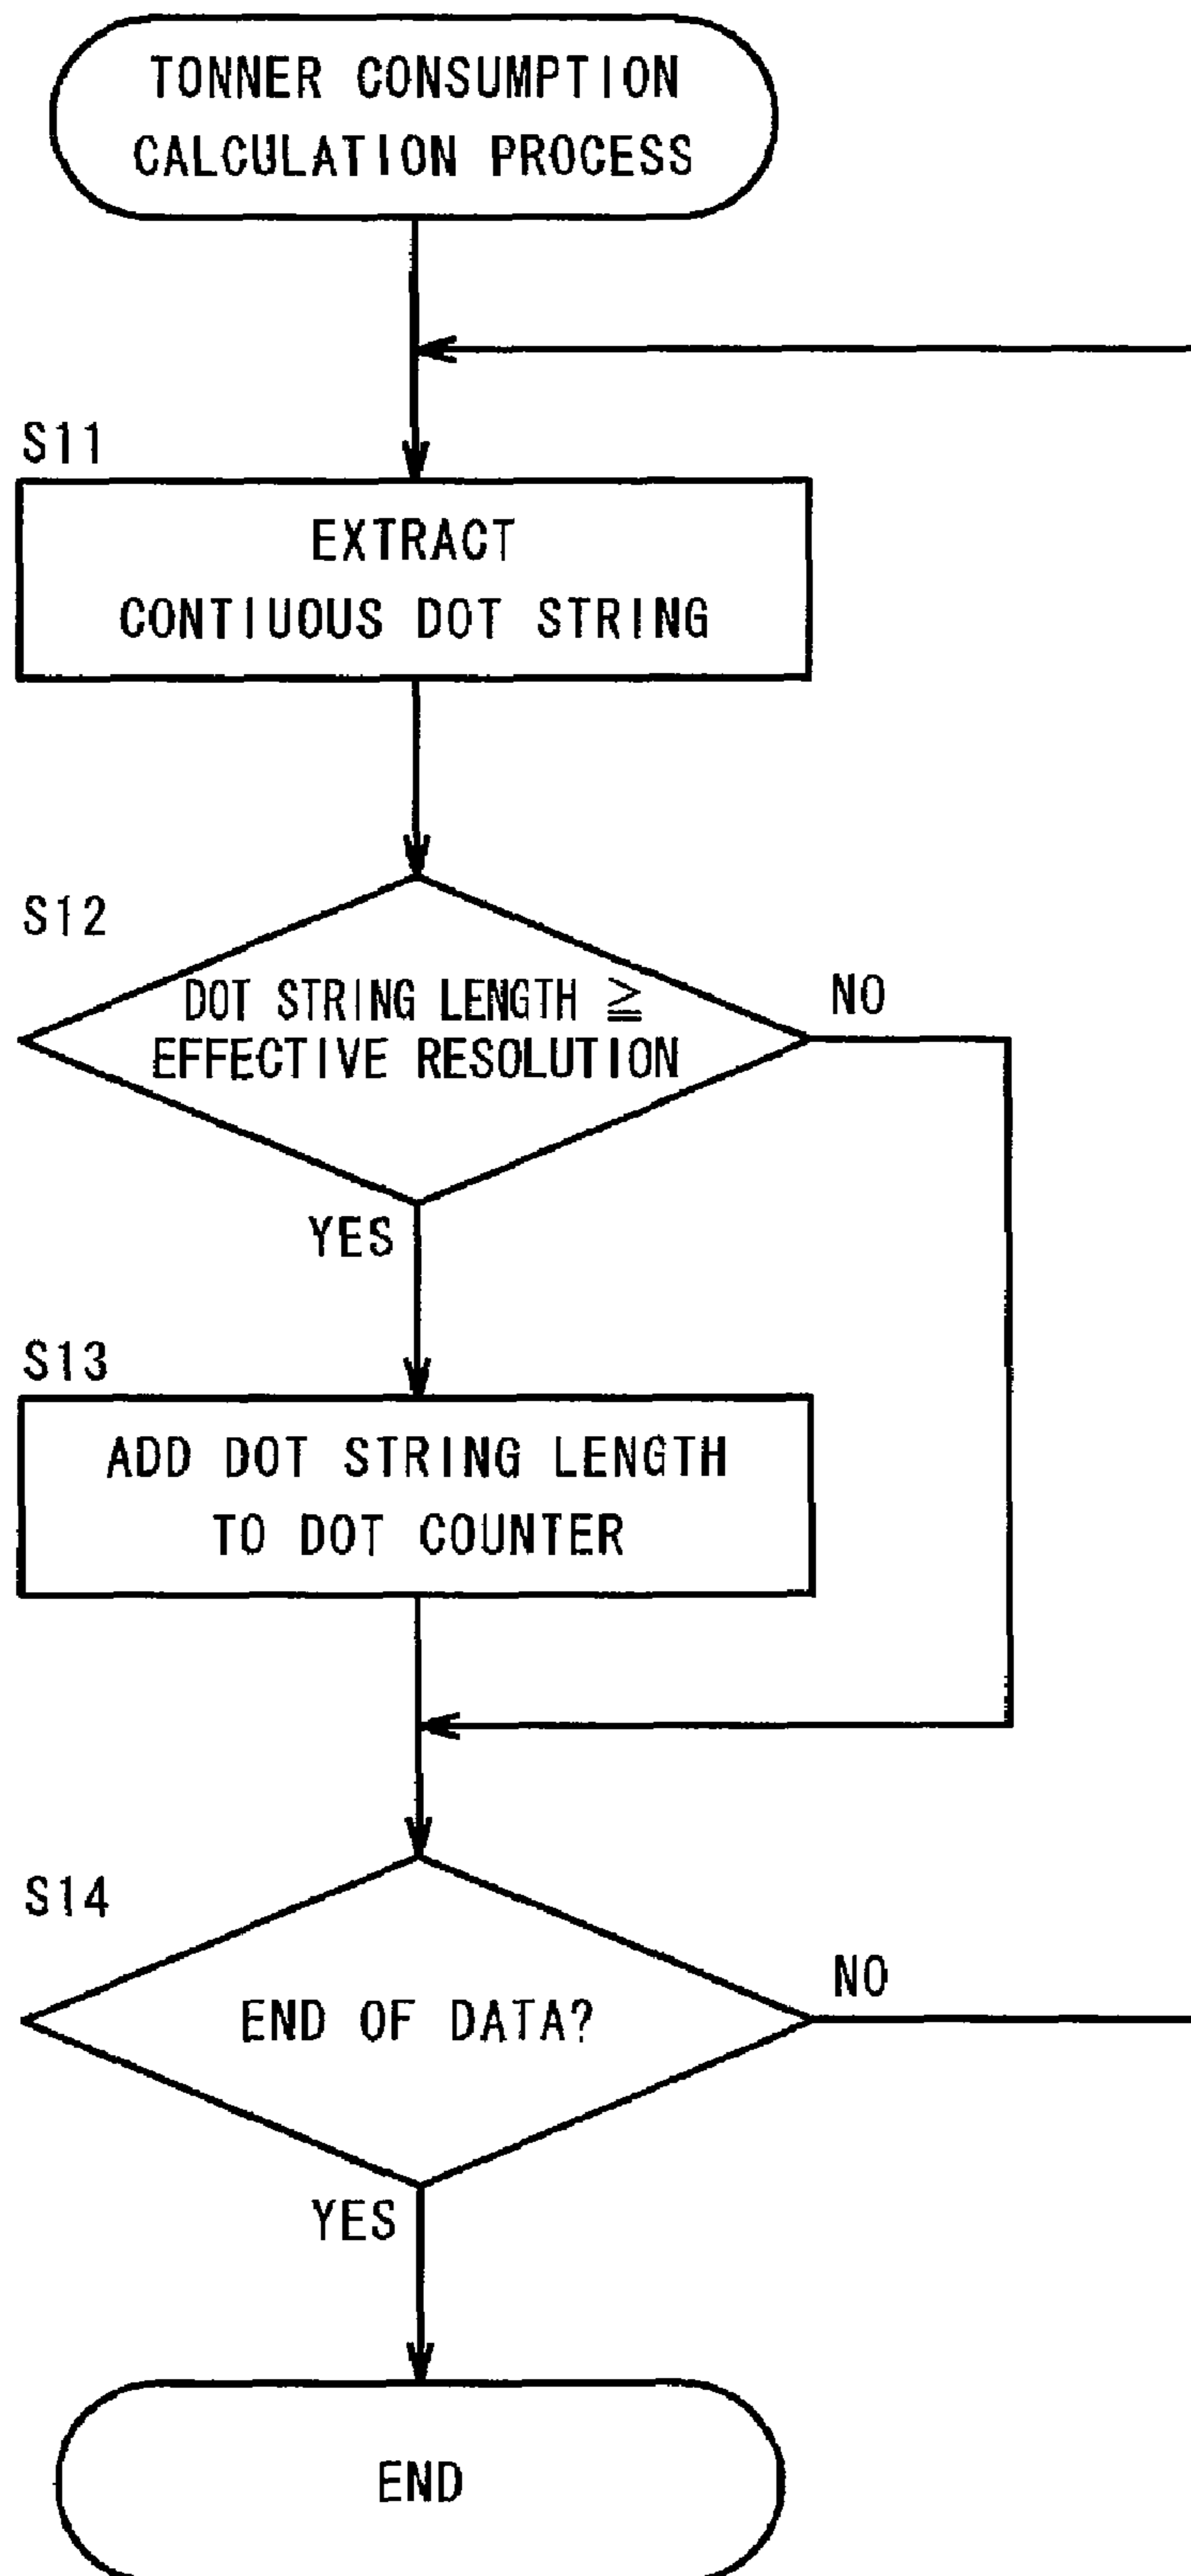 TONNER CONSUMPTION
CALCULATION PROCESS
S11
EXTRACT
CONTIUOUS DOT STRING
S12
DOT STRING LENGTH ≧
EFFECTIVE RESOLUTION
NO
YES
S13
ADD DOT STRING LENGTH
TO DOT COUNTER
S14
END OF DATA?
NO
YES
END